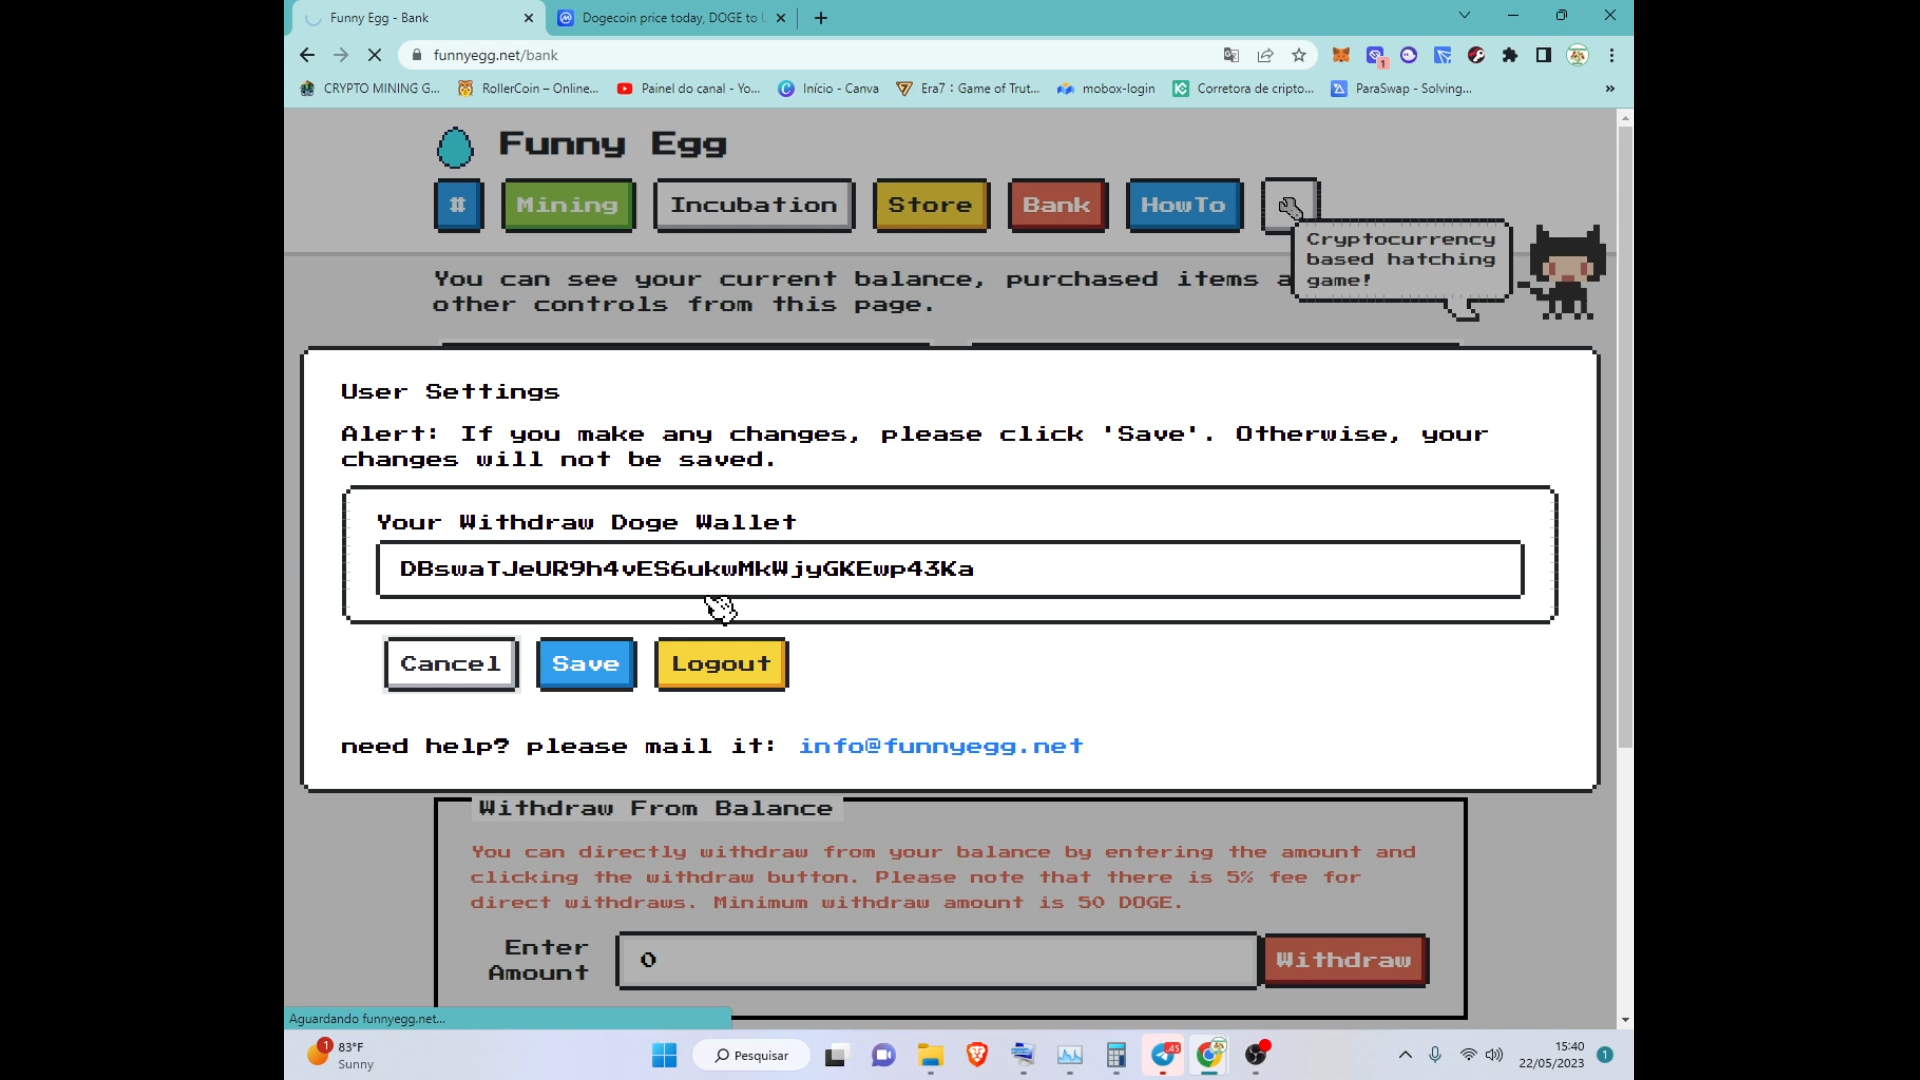 Funny Egg - Bank
Dogecoin price today, DOGE to
funnyegg.net/bank
1
CRYPTO MINING G...
RollerCoin – Online...
Painel do canal - Yo...
Início - Canva
Era7 : Game of Trut...
mobox-login
Corretora de cripto...
ParaSwap - Solving...
»
Funny Egg
#
Mining
Incubation
Store
Bank
HowTo
Cryptocurrency
based hatching
game!
You can see your current balance, purchased items a
other controls from this page.
User Settings
Alert: If you make any changes, please click 'Save'. Otherwise, your
changes will not be saved.
Your Withdraw Doge Wallet
DBswaTJeUR9h4vES6ukwMkWjyGKEwp43Ka
Cancel
Save
Logout
need help? please mail it: info@funnyegg.net
Withdraw From Balance
You can directly withdraw from your balance by entering the amount and
clicking the withdraw button. Please note that there is 5% fee for
direct withdraws. Minimum withdraw amount is 50 DOGE.
Enter
Amount
0
Withdraw
Aguardando funnyegg.net...
1
83°F
Sunny
Pesquisar
45
15:40
22/05/2023
1